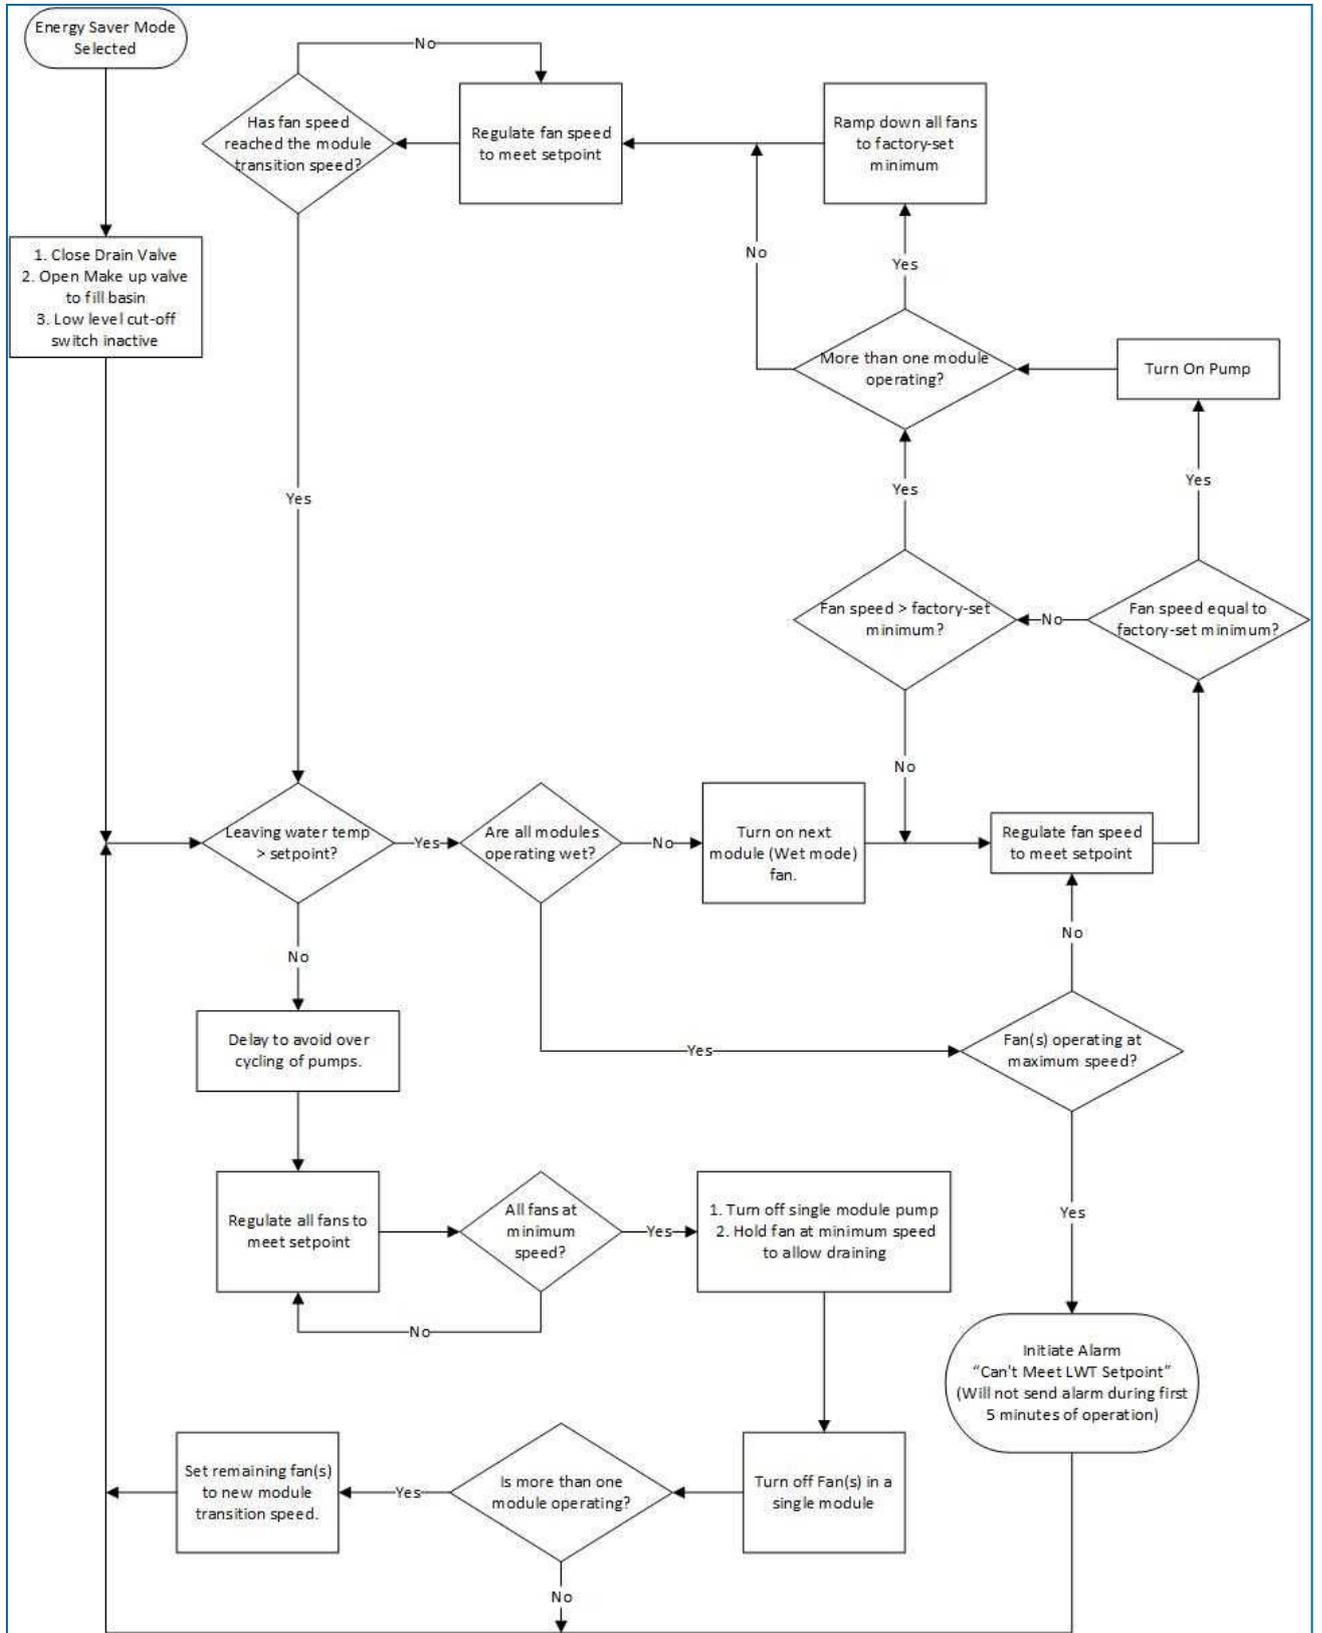 Energy Saver Mode
Selected
No
Has fan speed
reached the module
transition speed?
Regulate fan speed
to meet setpoint
Ramp down all fans
to factory-set
minimum
1. Close Drain Valve
2. Open Make up valve
to fill basin
3. Low level cut-off
switch inactive
No
Yes
More than one module
operating?
Turn On Pump
Yes
Yes
Yes
Fan speed > factory-set
minimum?
No
Fan speed equal to
factory-set minimum?
No
Leaving water temp
> setpoint?
Yes
Are all modules
operating wet?
No
Turn on next
module (Wet mode)
fan.
Regulate fan speed
to meet setpoint
No
No
Delay to avoid over
cycling of pumps.
Yes
Fan(s) operating at
maximum speed?
Regulate all fans to
meet setpoint
All fans at
minimum
speed?
Yes
1. Turn off single module pump
2. Hold fan at minimum speed
to allow draining
Yes
No
Initiate Alarm
“Can't Meet LWT Setpoint”
(Will not send alarm during first
5 minutes of operation)
Set remaining fan(s)
to new module
transition speed.
Yes
Is more than one
module operating?
Turn off Fan(s) in a
single module
No